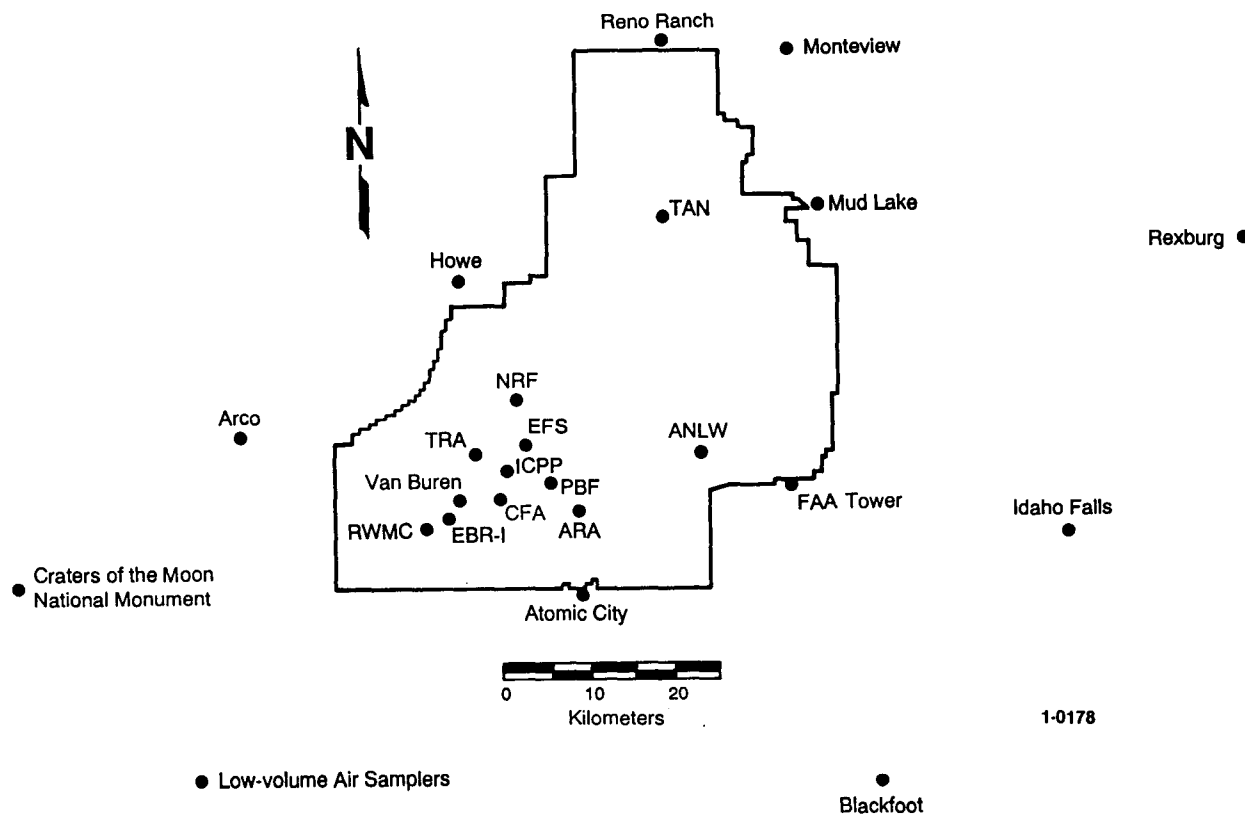 Reno Ranch
Monteview
N
TAN
Mud Lake
Rexburg
Howe
NRF
Arco
EFS
TRA
ANLW
ICPP
Van Buren
PBF
FAA Tower
CFA
Idaho Falls
RWMC
EBR-I
ARA
Craters of the Moon
National Monument
Atomic City
0 10 20
Kilometers
1-0178
Low-volume Air Samplers
Blackfoot